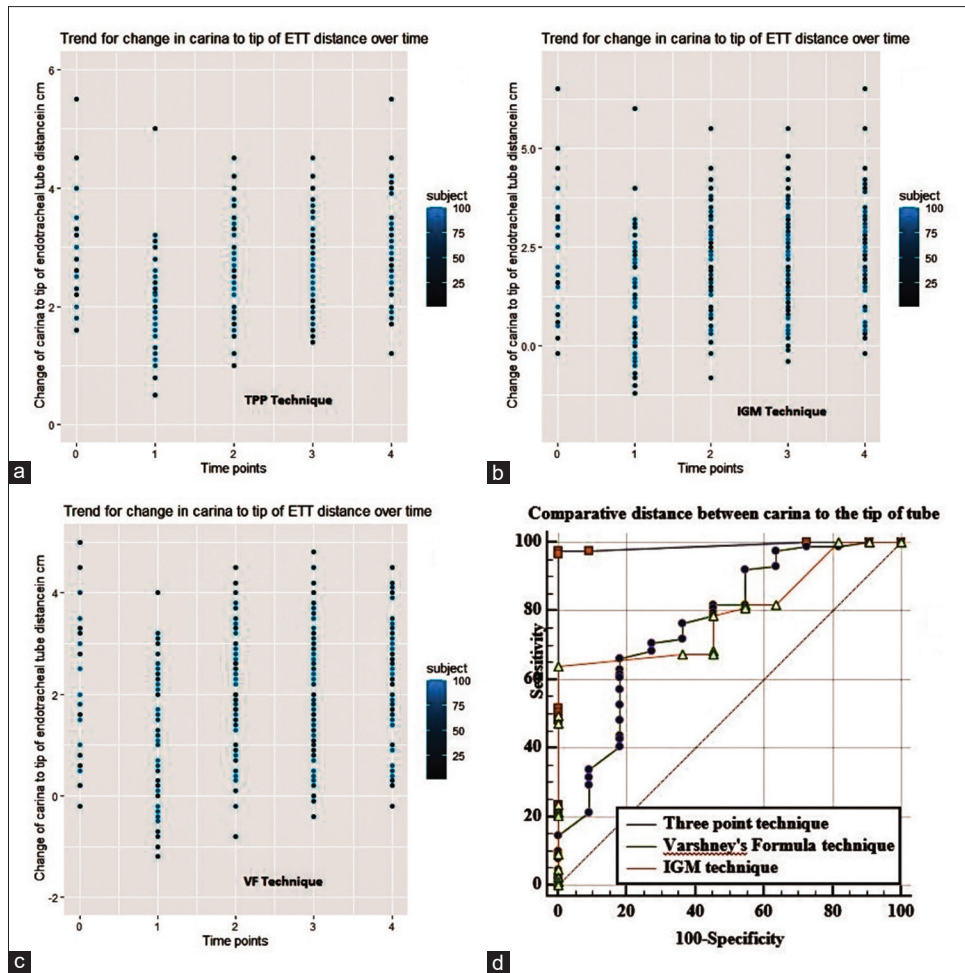 Trend for change in carina to tip of ETT distance over time
Change of carina to tip of endotracheal tube distancein cm
6
4
2
0
0 1 2 3 4
Time points
TPP Technique
subject
100
75
50
25
a
Trend for change in carina to tip of ETT distance over time
Change of carina to tip of endotracheal tube distancein cm
5.0
2.5
0.0
0 1 2 3 4
Time points
IGM Technique
subject
100
75
50
25
b
Trend for change in carina to tip of ETT distance over time
Change of carina to tip of endotracheal tube distancein cm
4
2
0
-2
0 1 2 3 4
Time points
VF Technique
subject
100
75
50
25
c
Comparative distance between carina to the tip of tube
Sensitivity
100
80
60
40
20
0
0 20 40 60 80 100
100-Specificity
Three point technique
Varshney's Formula technique
IGM technique
d